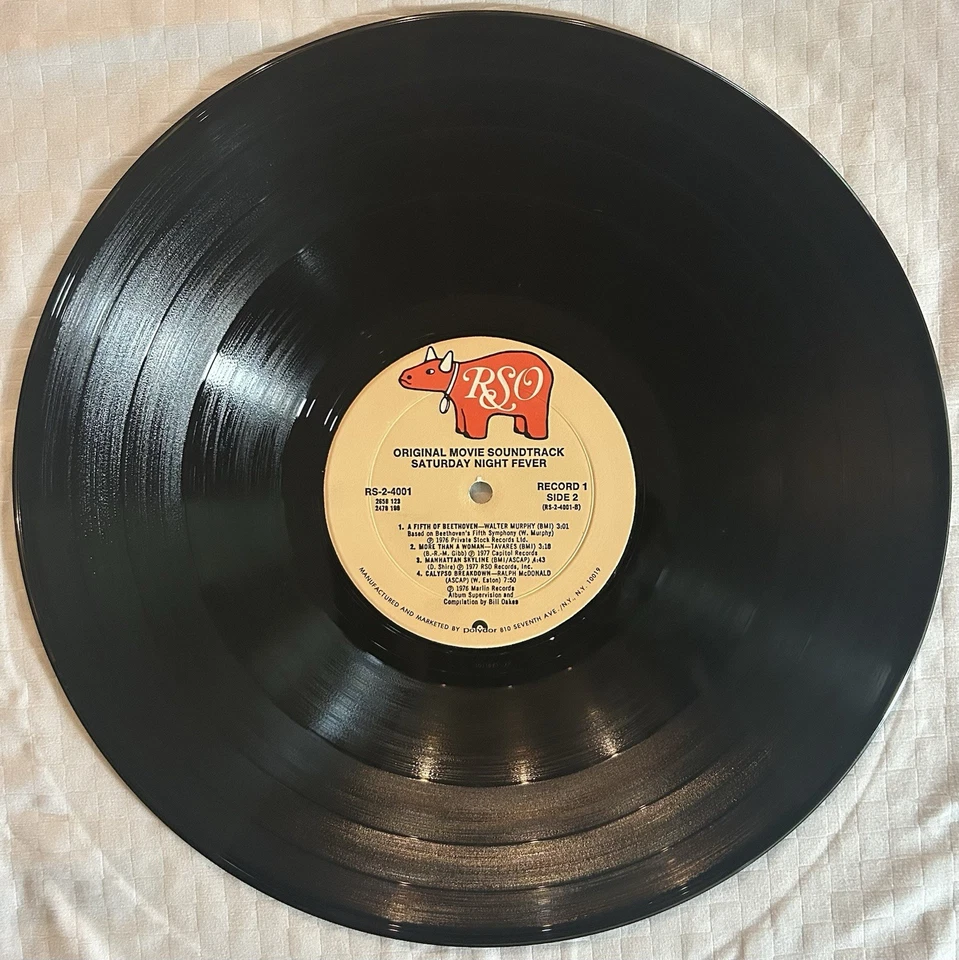 RSO
ORIGINAL MOVIE SOUNDTRACK
SATURDAY NIGHT FEVER
RS-2-4001
2658 123
2478 198
RECORD 1
SIDE 2
(RS-2-4001-B)
1. A FIFTH OF BEETHOVEN—WALTER MURPHY (BMI) 3:01
Based on Beethoven's Fifth Symphony (W. Murphy)
Ⓟ 1976 Private Stock Records Ltd.
2. MORE THAN A WOMAN—TAVARES (BMI) 3:18
(B.-R.-M. Gibb) Ⓟ 1977 Capitol Records
3. MANHATTAN SKYLINE (BMI/ASCAP) 4:43
(D. Shire) Ⓟ 1977 RSO Records, Inc.
4. CALYPSO BREAKDOWN—RALPH McDONALD
(ASCAP) (W. Eaton) 7:50
Ⓟ 1976 Marlin Records
Album Supervision and
Compilation by Bill Oakes
MANUFACTURED AND MARKETED BY polydor 810 SEVENTH AVE./N.Y., N.Y. 10019